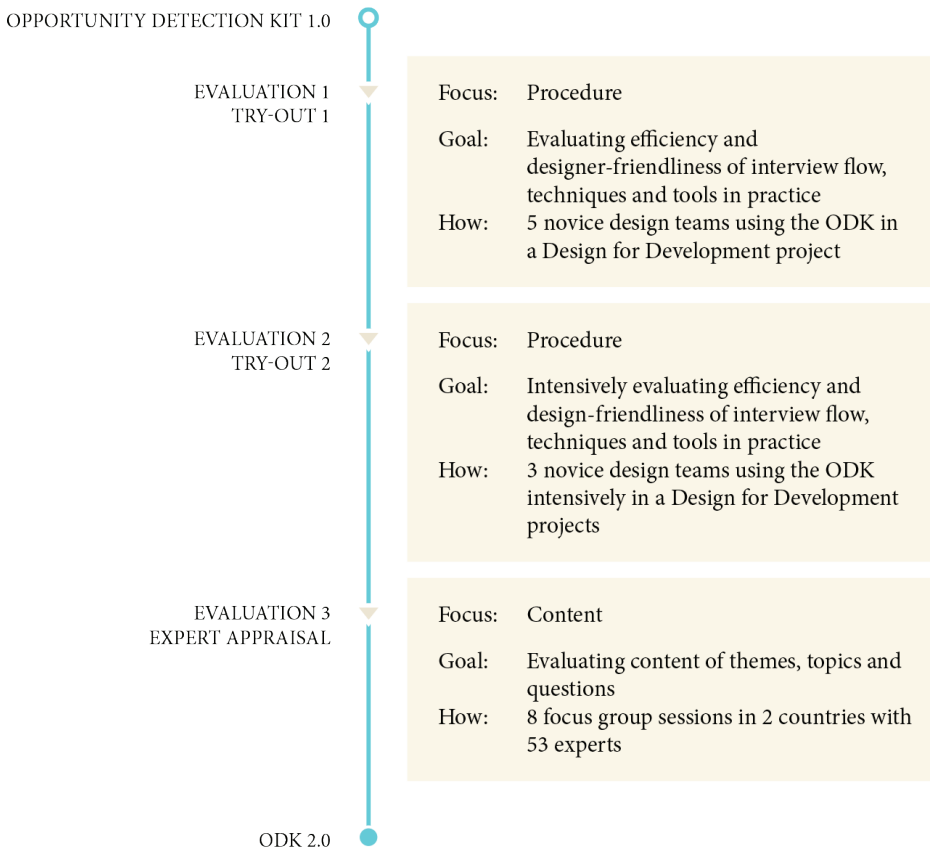 OPPORTUNITY DETECTION KIT 1.0
EVALUATION 1
TRY-OUT 1
Focus: Procedure
Goal: Evaluating efficiency and
designer-friendliness of interview flow,
techniques and tools in practice
How: 5 novice design teams using the ODK in
a Design for Development project
EVALUATION 2
TRY-OUT 2
Focus: Procedure
Goal: Intensively evaluating efficiency and
design-friendliness of interview flow,
techniques and tools in practice
How: 3 novice design teams using the ODK
intensively in a Design for Development
projects
EVALUATION 3
EXPERT APPRAISAL
Focus: Content
Goal: Evaluating content of themes, topics and
questions
How: 8 focus group sessions in 2 countries with
53 experts
ODK 2.0